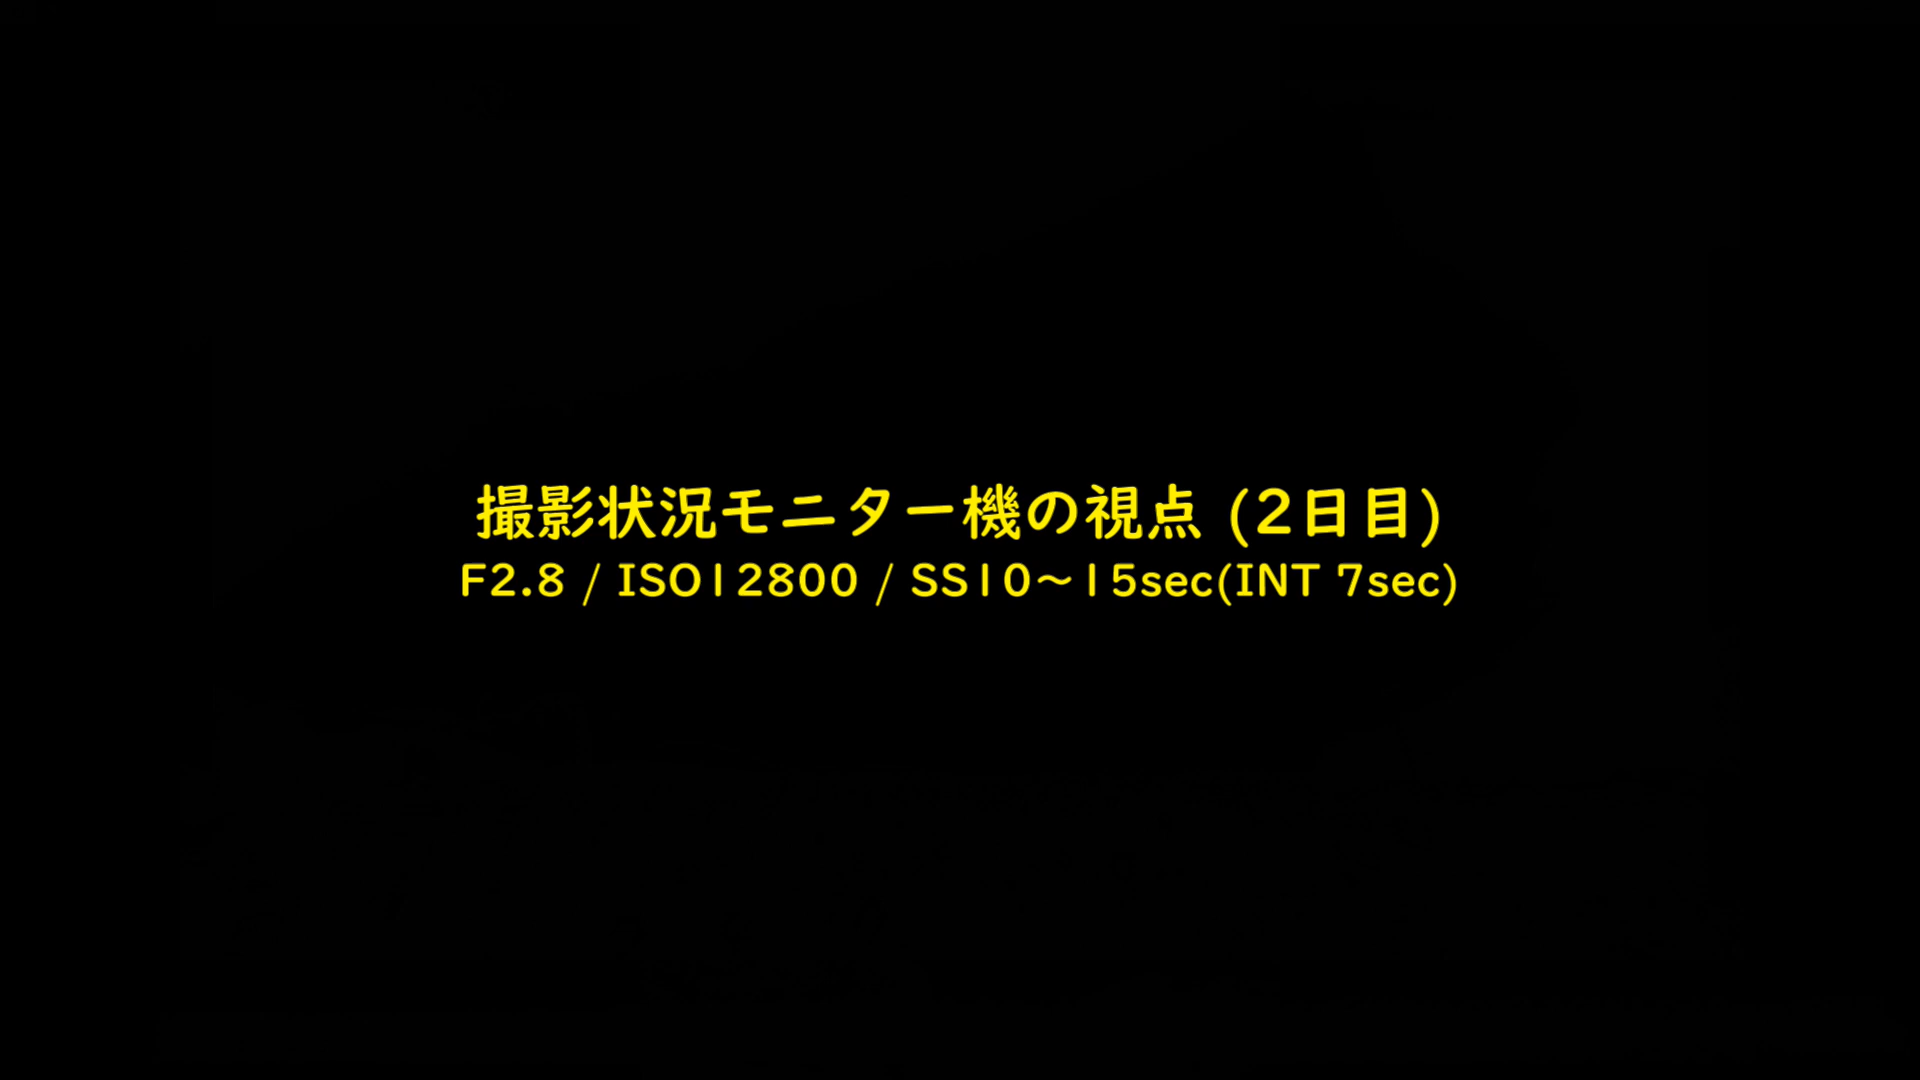 撮影状況モニター機の視点 (2日目)
F2.8 / ISO12800 / SS10〜15sec(INT 7sec)